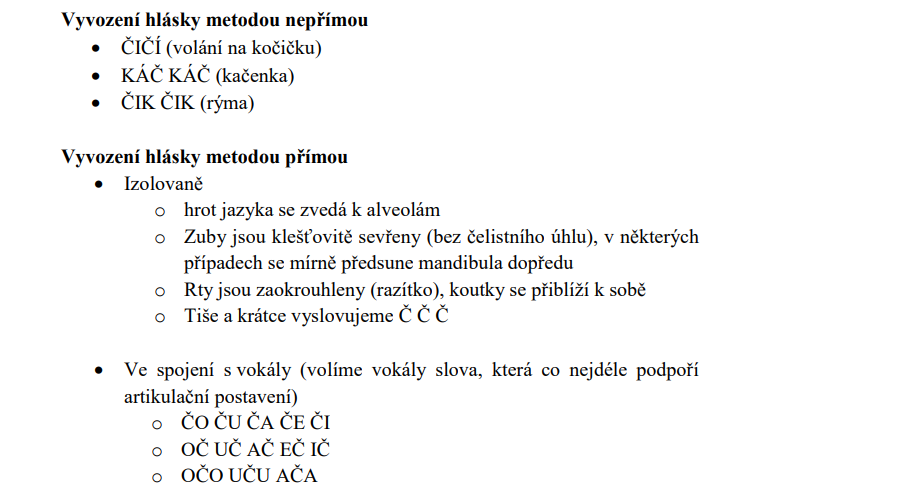 Vyvození hlásky metodou nepřímou
• ČIČÍ (volání na kočičku)
• KÁČ KÁČ (kačenka)
• ČIK ČIK (rýma)
Vyvození hlásky metodou přímou
• Izolovaně
o hrot jazyka se zvedá k alveolám
o Zuby jsou klešťovitě sevřeny (bez čelistního úhlu), v některých
případech se mírně předsune mandibula dopředu
o Rty jsou zaokrouhleny (razítko), koutky se přiblíží k sobě
o Tiše a krátce vyslovujeme Č Č Č
• Ve spojení s vokály (volíme vokály slova, která co nejdéle podpoří
artikulační postavení)
o ČO ČU ČA ČE ČI
o OČ UČ AČ EČ IČ
o OČO UČU AČA